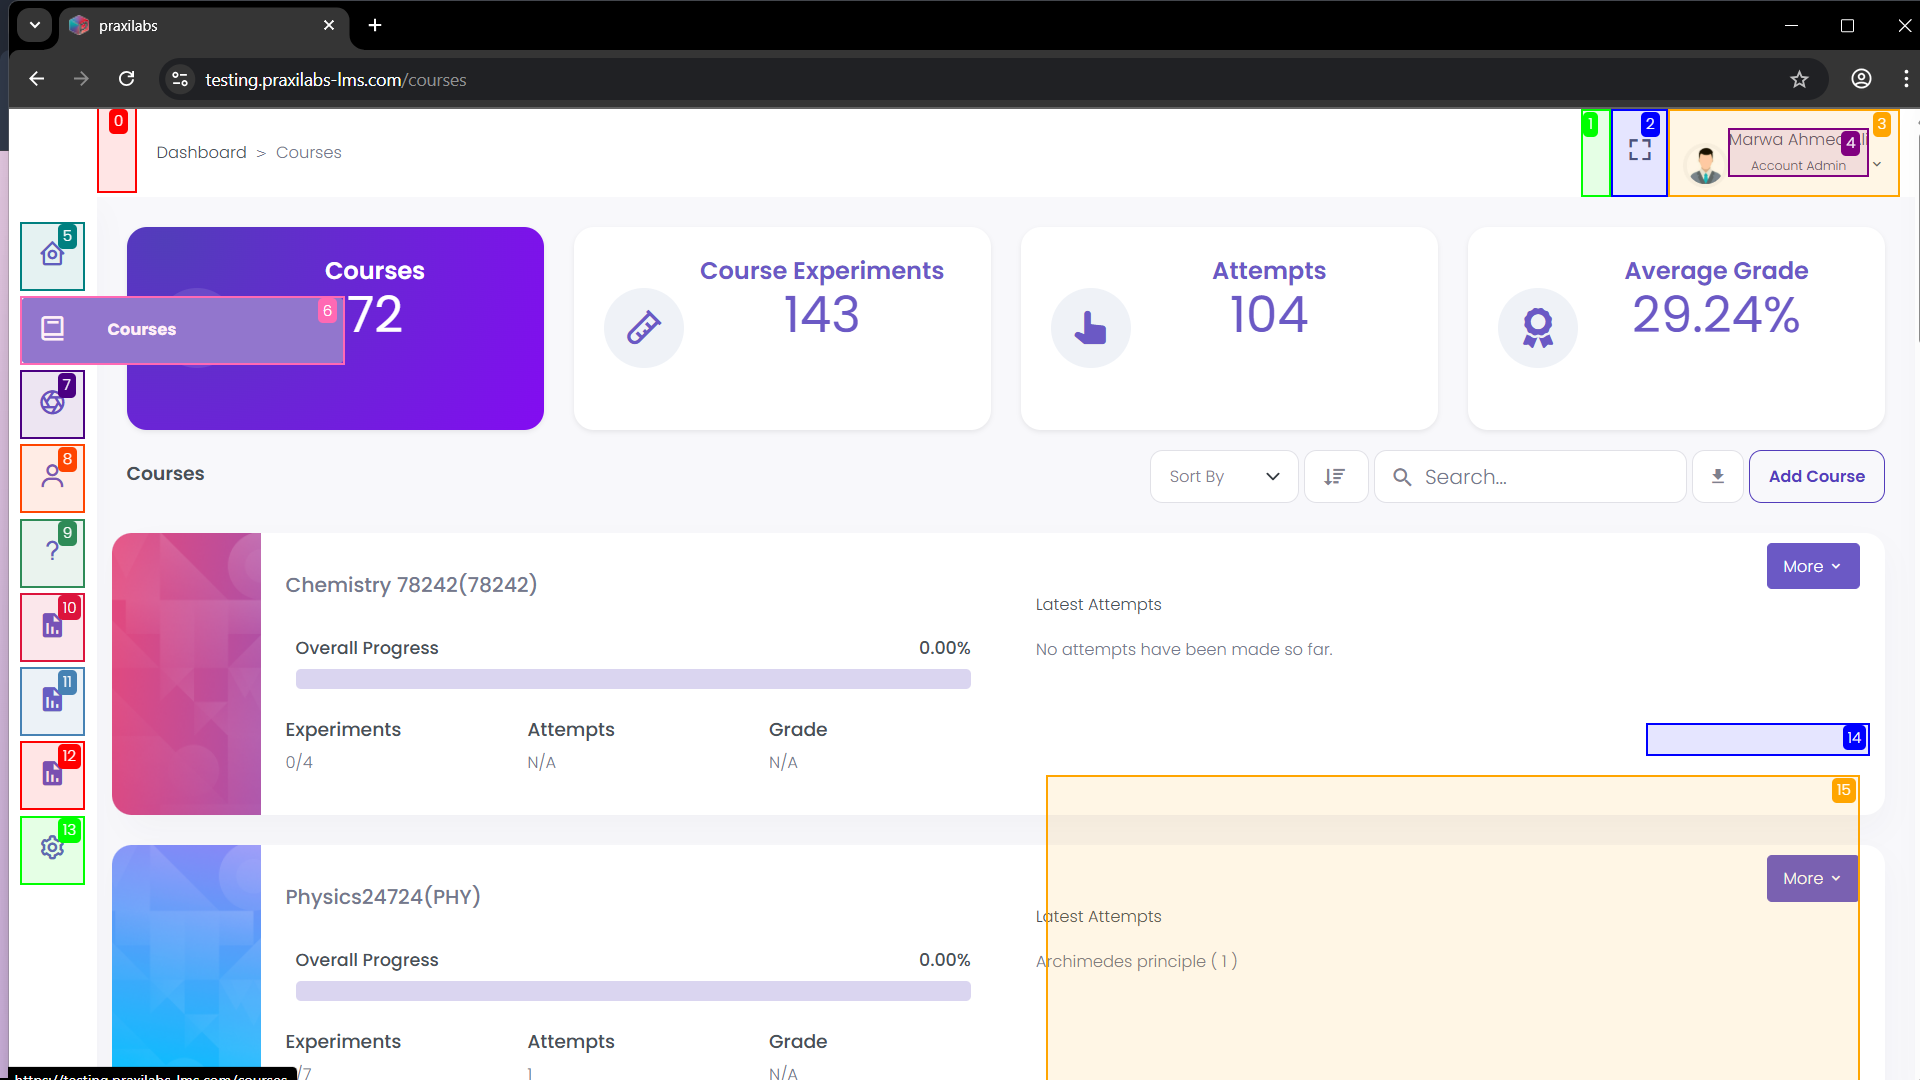 praxilabs
testing.praxilabs-lms.com/courses
0
Dashboard > Courses
1
2
3
4
Account Admin
5
6
7
8
9
10
11
12
13
Courses
Courses
72
Course Experiments
143
Attempts
104
Average Grade
29.24%
Courses
Sort By
Search...
Add Course
Chemistry 78242(78242)
More
Latest Attempts
Overall Progress 0.00%
No attempts have been made so far.
Experiments Attempts Grade
0/4 N/A N/A
14
15
Physics24724(PHY)
More
Latest Attempts
Overall Progress 0.00%
Archimedes principle ( 1 )
Experiments Attempts Grade
/7 1 N/A
https://testing.praxilabs-lms.com/courses